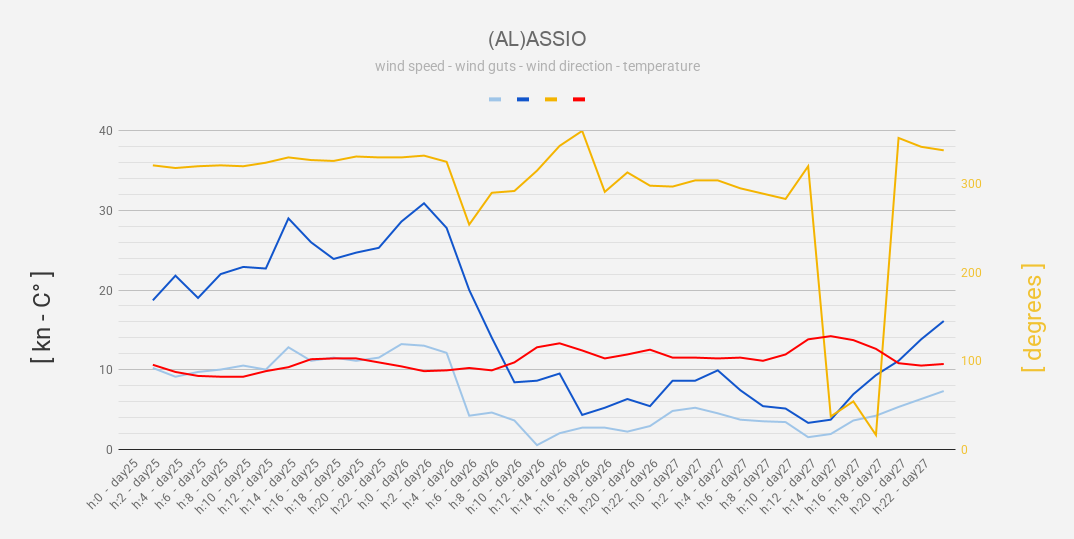 (AL)ASSIO
wind speed - wind guts - wind direction - temperature
40
30
20
10
0
300
200
100
0
[ kn - C° ]
[ degrees ]
h:0 - day25
h:2 - day25
h:4 - day25
h:6 - day25
h:8 - day25
h:10 - day25
h:12 - day25
h:14 - day25
h:16 - day25
h:18 - day25
h:20 - day25
h:22 - day25
h:0 - day26
h:2 - day26
h:4 - day26
h:6 - day26
h:8 - day26
h:10 - day26
h:12 - day26
h:14 - day26
h:16 - day26
h:18 - day26
h:20 - day26
h:22 - day26
h:0 - day27
h:2 - day27
h:4 - day27
h:6 - day27
h:8 - day27
h:10 - day27
h:12 - day27
h:14 - day27
h:16 - day27
h:18 - day27
h:20 - day27
h:22 - day27